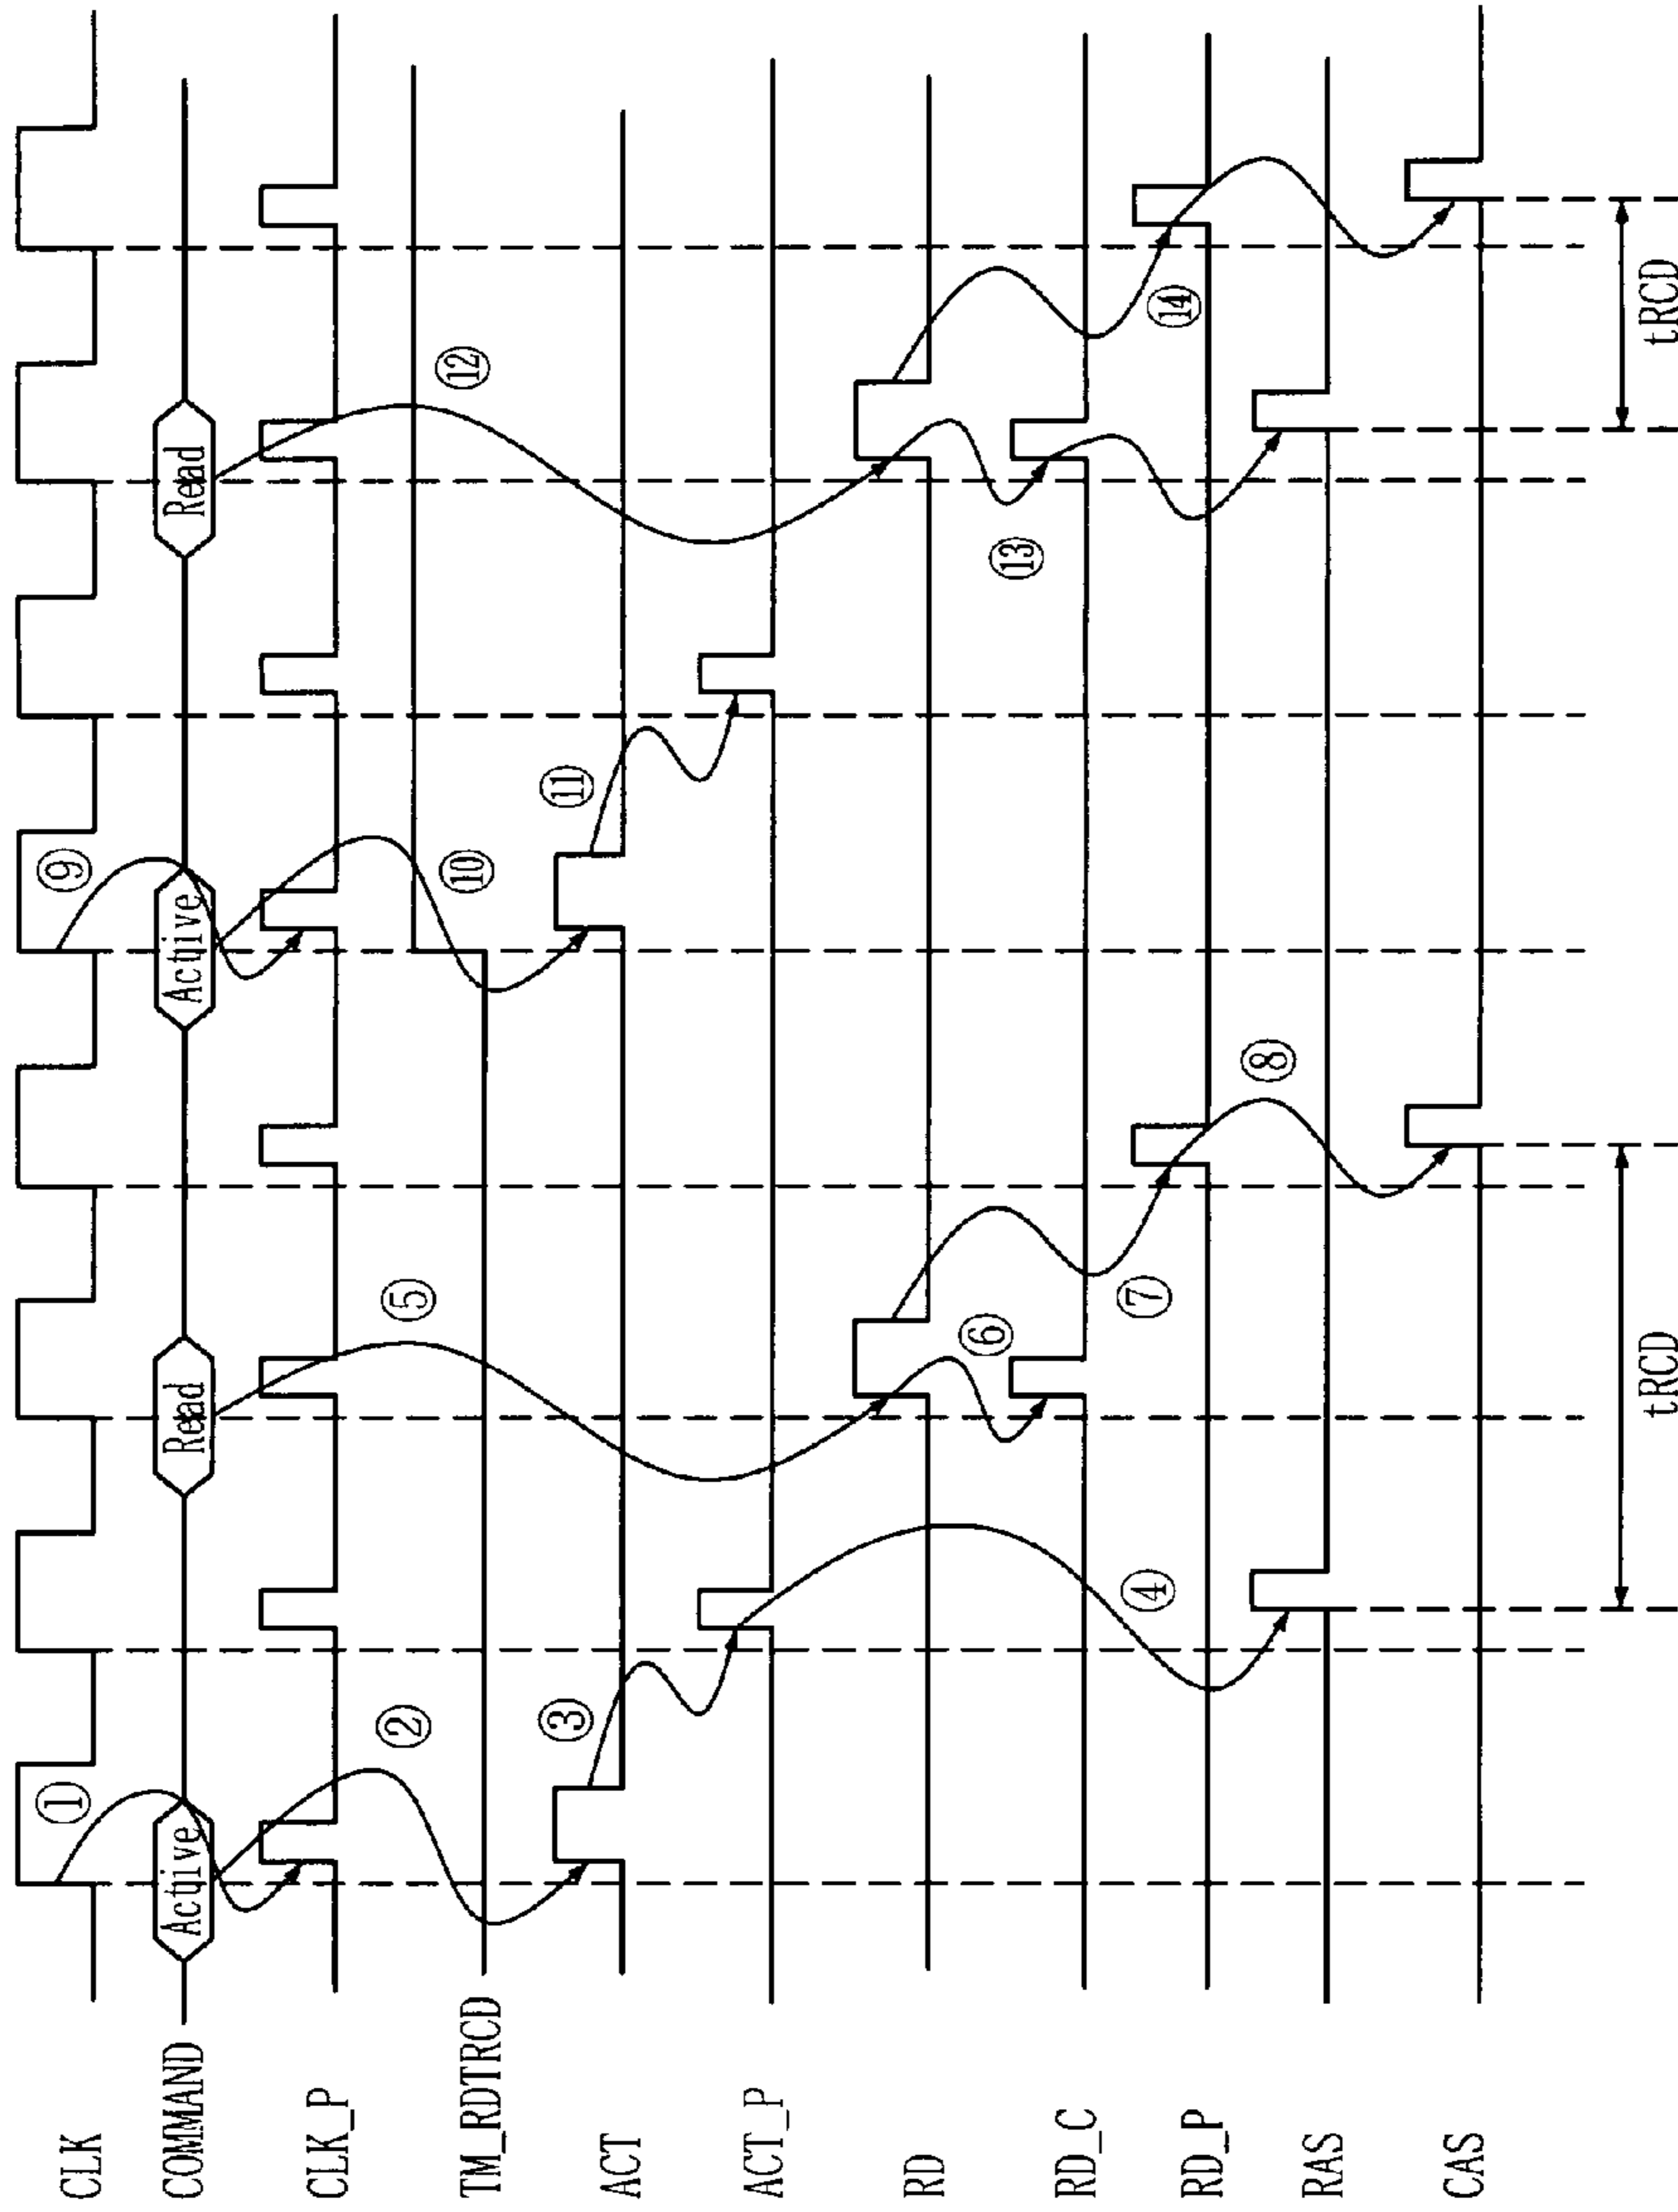 CLK
①
⑨
COMMAND
Active
Read
Active
Read
CLK_P
②
⑤
TM_RDTRCD
⑩
⑫
ACT
③
⑪
ACT_P
RD
⑥
RD_C
⑬
RD_P
④
⑦
⑭
RAS
⑧
CAS
tRCD
tRCD